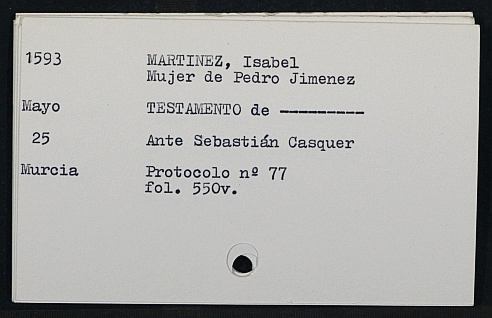 1593 MARTINEZ, Isabel
Mujer de Pedro Jimenez
Mayo TESTAMENTO de ----------
25 Ante Sebastián Casquer
Murcia Protocolo nº 77
fol. 550v.